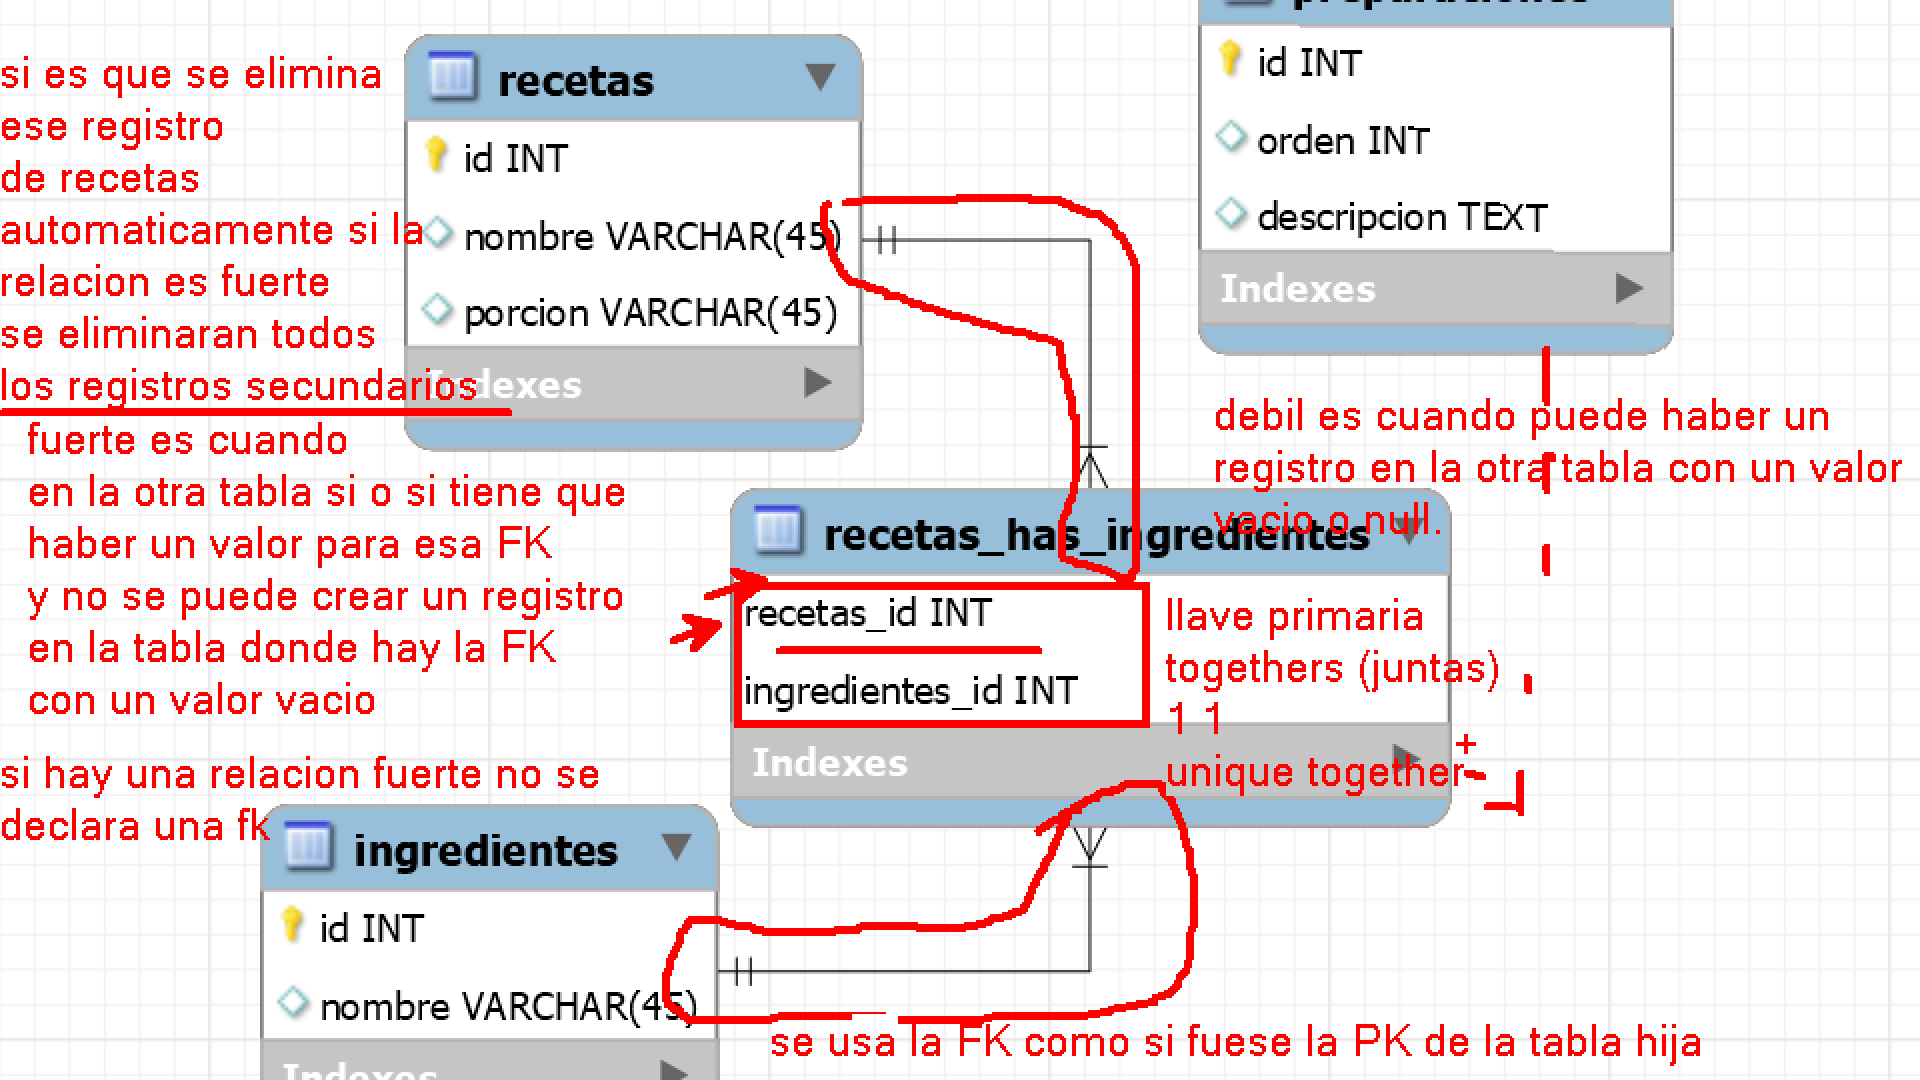 si es que se elimina
ese registro
de recetas
automaticamente si la
relacion es fuerte
se eliminaran todos
los registros secundarios
fuerte es cuando
en la otra tabla si o si tiene que
haber un valor para esa FK
y no se puede crear un registro
en la tabla donde hay la FK
con un valor vacio
si hay una relacion fuerte no se
declara una fk
recetas
id INT
nombre VARCHAR(45)
porcion VARCHAR(45)
Indexes
preparaciones
id INT
orden INT
descripcion TEXT
Indexes
debil es cuando puede haber un
registro en la otra tabla con un valor
vacio o null.
recetas_has_ingredientes
recetas_id INT
ingredientes_id INT
Indexes
llave primaria
togethers (juntas)
1 1
unique together
+
-
ingredientes
id INT
nombre VARCHAR(45)
Indexes
se usa la FK como si fuese la PK de la tabla hija